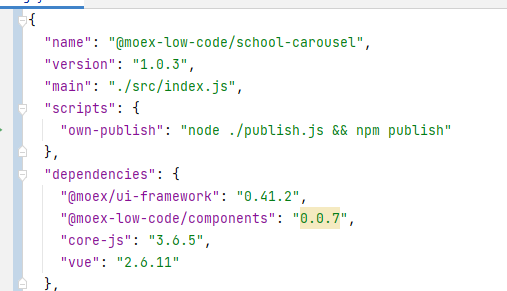 {
"name": "@moex-low-code/school-carousel",
"version": "1.0.3",
"main": "./src/index.js",
"scripts": {
"own-publish": "node ./publish.js && npm publish"
},
"dependencies": {
"@moex/ui-framework": "0.41.2",
"@moex-low-code/components": "0.0.7",
"core-js": "3.6.5",
"vue": "2.6.11"
},